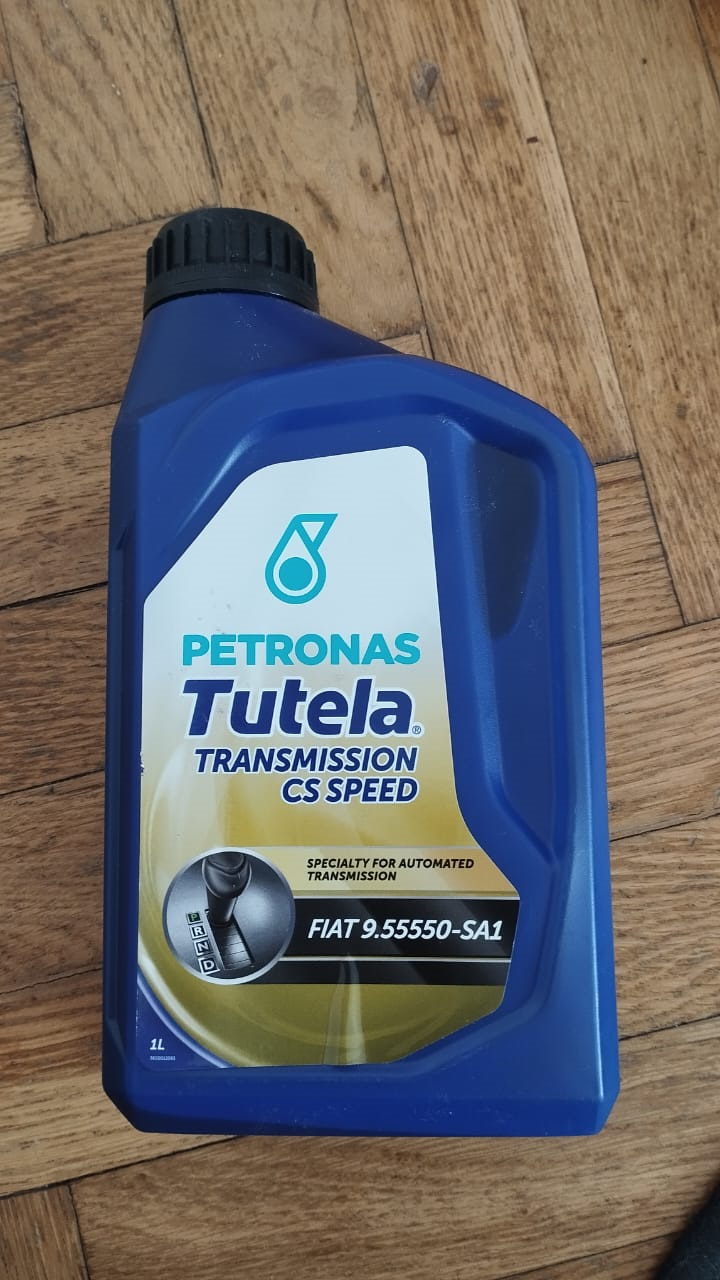 PETRONAS
Tutela®
TRANSMISSION
CS SPEED
SPECIALTY FOR AUTOMATED
TRANSMISSION
FIAT 9.55550-SA1
P
R
N
D
1L